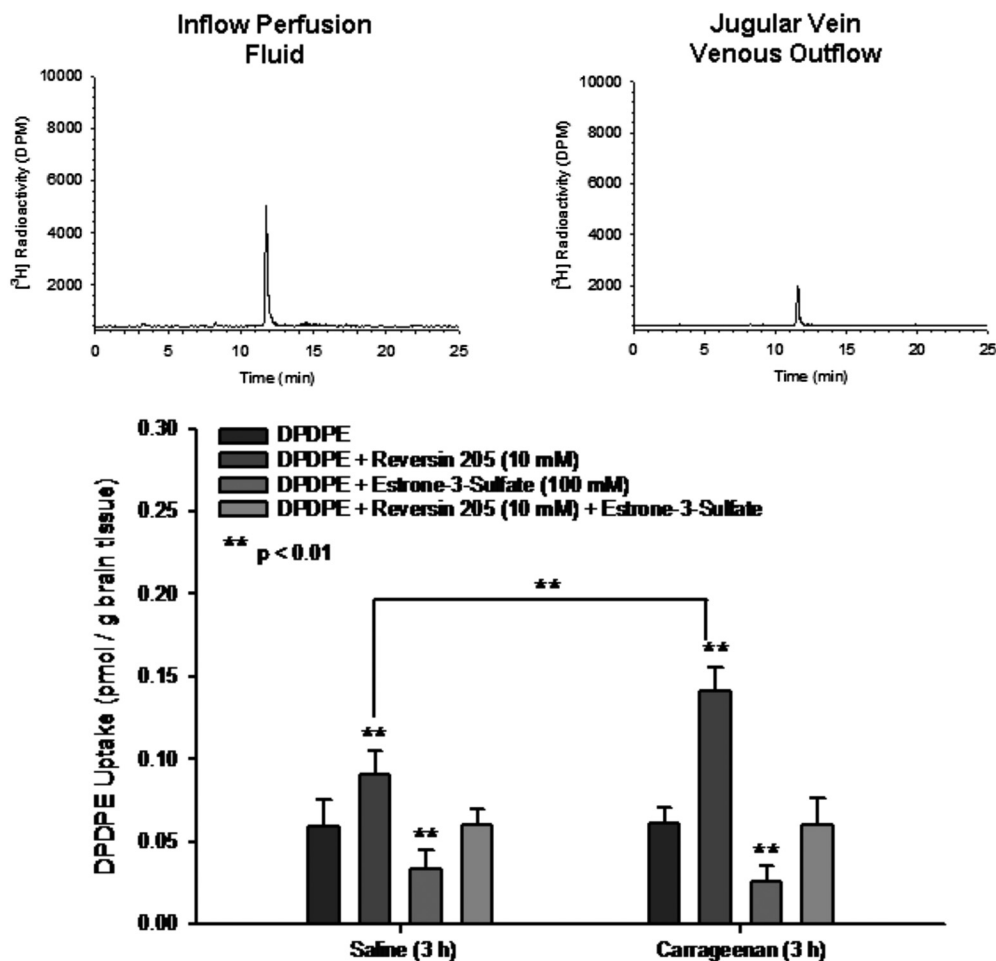 Inflow Perfusion
Fluid
[³H] Radioactivity (DPM)
10000
8000
6000
4000
2000
0 5 10 15 20 25
Time (min)
Jugular Vein
Venous Outflow
[³H] Radioactivity (DPM)
10000
8000
6000
4000
2000
0 5 10 15 20 25
Time (min)
DPDPE Uptake (pmol / g brain tissue)
0.30
0.25
0.20
0.15
0.10
0.05
0.00
DPDPE
DPDPE + Reversin 205 (10 mM)
DPDPE + Estrone-3-Sulfate (100 mM)
DPDPE + Reversin 205 (10 mM) + Estrone-3-Sulfate
** p < 0.01
**
**
**
**
**
Saline (3 h) Carrageenan (3 h)